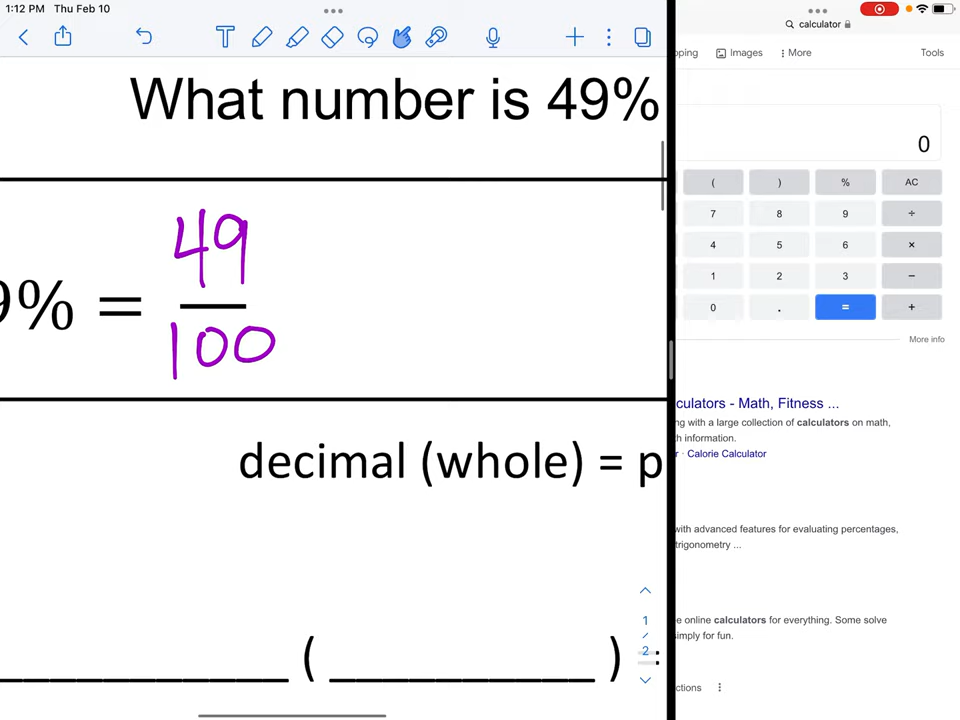 1:12 PM Thu Feb 10
calculator
What number is 49%
pping Images More Tools
0
( ) % AC
7 8 9 ÷
4 5 6 ×
1 2 3 −
0 . = +
More info
9% = 49
100
culators - Math, Fitness ...
ng with a large collection of calculators on math,
h information.
r · Calorie Calculator
decimal (whole) = p
with advanced features for evaluating percentages,
trigonometry ...
1
/
2
e online calculators for everything. Some solve
simply for fun.
__________ ( __________ ) =
ctions